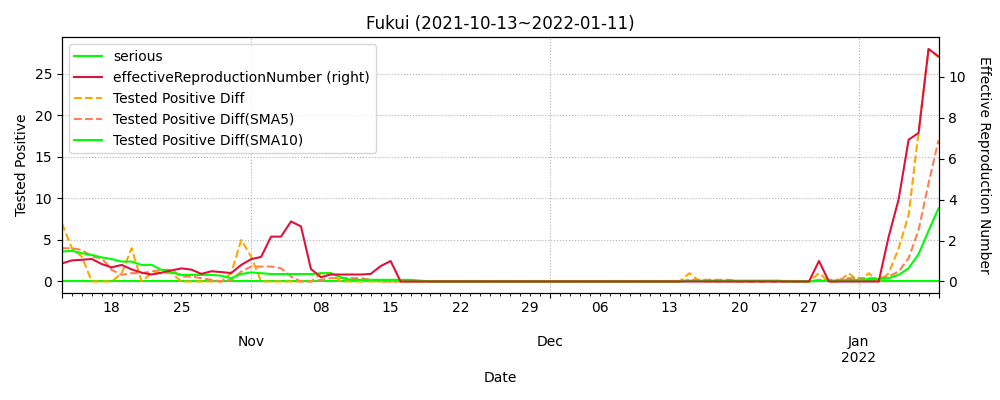 Fukui (2021-10-13~2022-01-11)
serious
effectiveReproductionNumber (right)
Tested Positive Diff
Tested Positive Diff(SMA5)
Tested Positive Diff(SMA10)
Tested Positive
25
20
15
10
5
0
Effective Reproduction Number
10
8
6
4
2
0
18 25 08 15 22 29 06 13 20 27 03
Nov Dec Jan
2022
Date